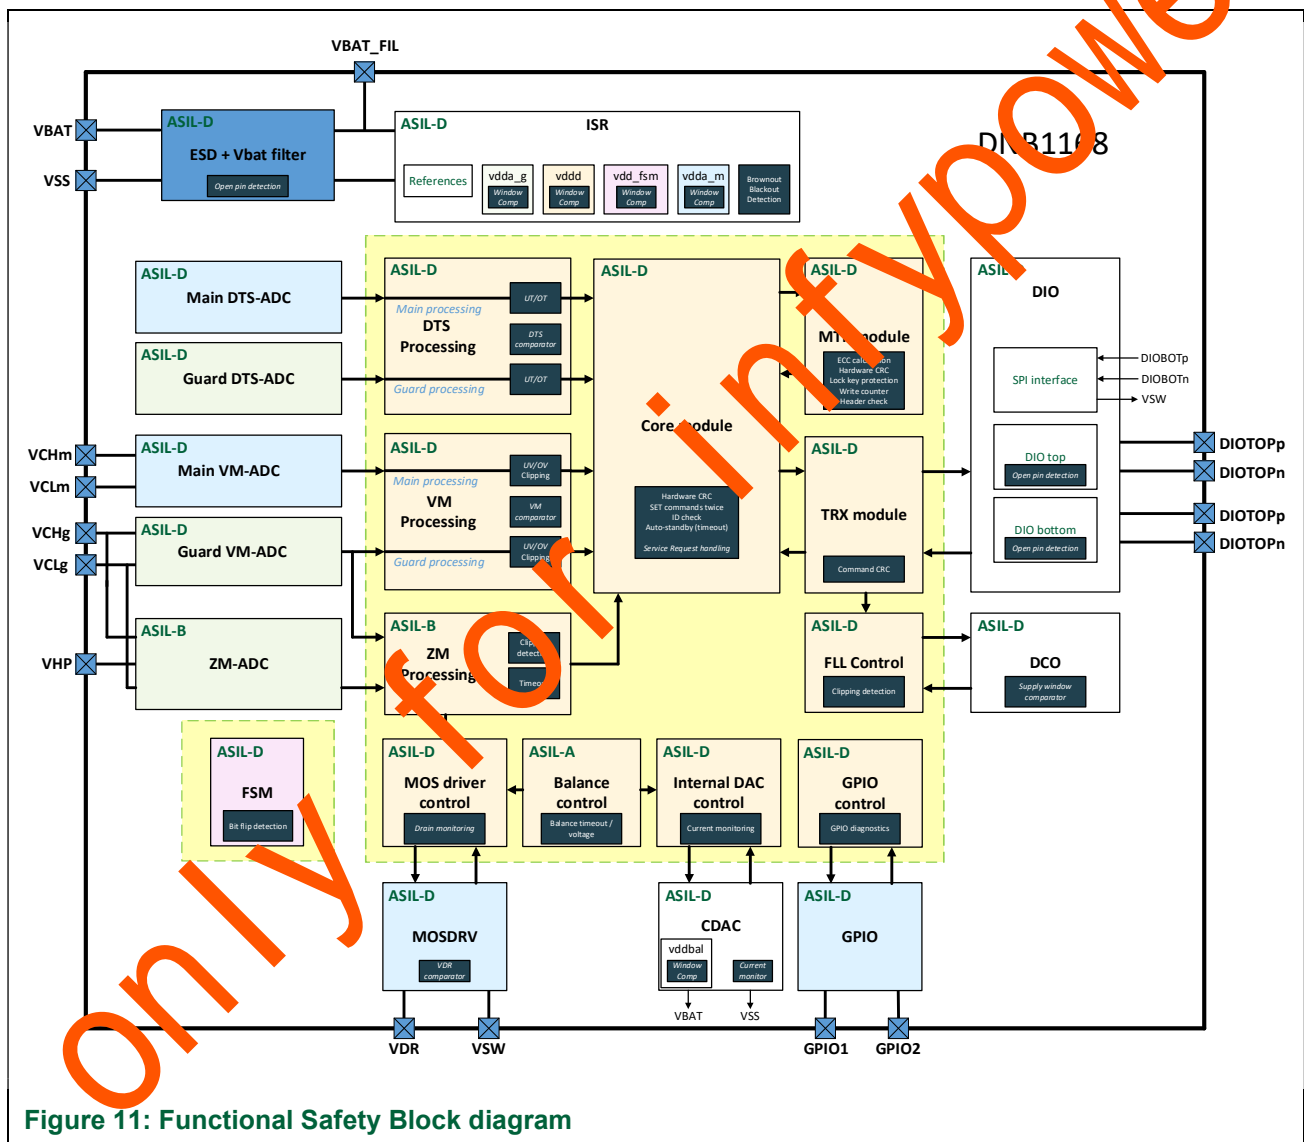 VBAT_FIL
VBAT
VSS
ASIL-D
ESD + Vbat filter
Open pin detection
ASIL-D
ISR
References
vdda_g
Window
Comp
vddd
Window
Comp
vdd_fsm
Window
Comp
vdda_m
Window
Comp
Brownout
Blackout
Detection
DNB1168
ASIL-D
Main DTS-ADC
ASIL-D
Guard DTS-ADC
ASIL-D
Main processing
UT/OT
DTS
Processing
DTS
comparator
Guard processing
UT/OT
ASIL-D
Core module
Hardware CRC
SET commands twice
ID check
Auto-standby (timeout)
Service Request handling
ASIL-D
module
Hardware CRC
Lock key protection
Write counter
Header check
DIO
SPI interface
DIOBOTp
DIOBOTn
VSW
DIO top
Open pin detection
DIO bottom
Open pin detection
DIOTOPp
DIOTOPn
DIOTOPp
DIOTOPn
VCHm
VCLm
VCHg
VCLg
VHP
ASIL-D
Main VM-ADC
ASIL-D
Guard VM-ADC
ASIL-B
ZM-ADC
ASIL-D
Main processing
UV/OV
Clipping
VM
Processing
VM
comparator
Guard processing
UV/OV
Clipping
ASIL-D
TRX module
Command CRC
ASIL-B
ZM
Processing
Clipping
detection
Timeout
ASIL-D
FLL Control
Clipping detection
ASIL-D
DCO
Supply window
comparator
ASIL-D
FSM
Bit flip detection
ASIL-D
MOS driver
control
Drain monitoring
ASIL-A
Balance
control
Balance timeout /
voltage
ASIL-D
Internal DAC
control
Current monitoring
ASIL-D
GPIO
control
GPIO diagnostics
ASIL-D
MOSDRV
VDR
comparator
ASIL-D
CDAC
vddbal
Window
Comp
Current
monitor
VBAT
VSS
ASIL-D
GPIO
VDR
VSW
GPIO1
GPIO2
only for infypower
Figure 11: Functional Safety Block diagram